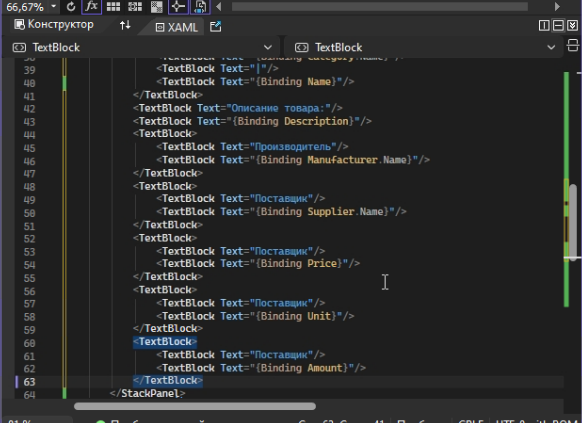 66,67%
fx
Конструктор
XAML
TextBlock
TextBlock
39 <TextBlock Text="|"/>
40 <TextBlock Text="{Binding Name}"/>
41 </TextBlock>
42 <TextBlock Text="Описание товара:"/>
43 <TextBlock Text="{Binding Description}"/>
44 <TextBlock>
45 <TextBlock Text="Производитель"/>
46 <TextBlock Text="{Binding Manufacturer.Name}"/>
47 </TextBlock>
48 <TextBlock>
49 <TextBlock Text="Поставщик"/>
50 <TextBlock Text="{Binding Supplier.Name}"/>
51 </TextBlock>
52 <TextBlock>
53 <TextBlock Text="Поставщик"/>
54 <TextBlock Text="{Binding Price}"/>
55 </TextBlock>
56 <TextBlock>
57 <TextBlock Text="Поставщик"/>
58 <TextBlock Text="{Binding Unit}"/>
59 </TextBlock>
60 <TextBlock>
61 <TextBlock Text="Поставщик"/>
62 <TextBlock Text="{Binding Amount}"/>
63 </TextBlock>
64 </StackPanel>